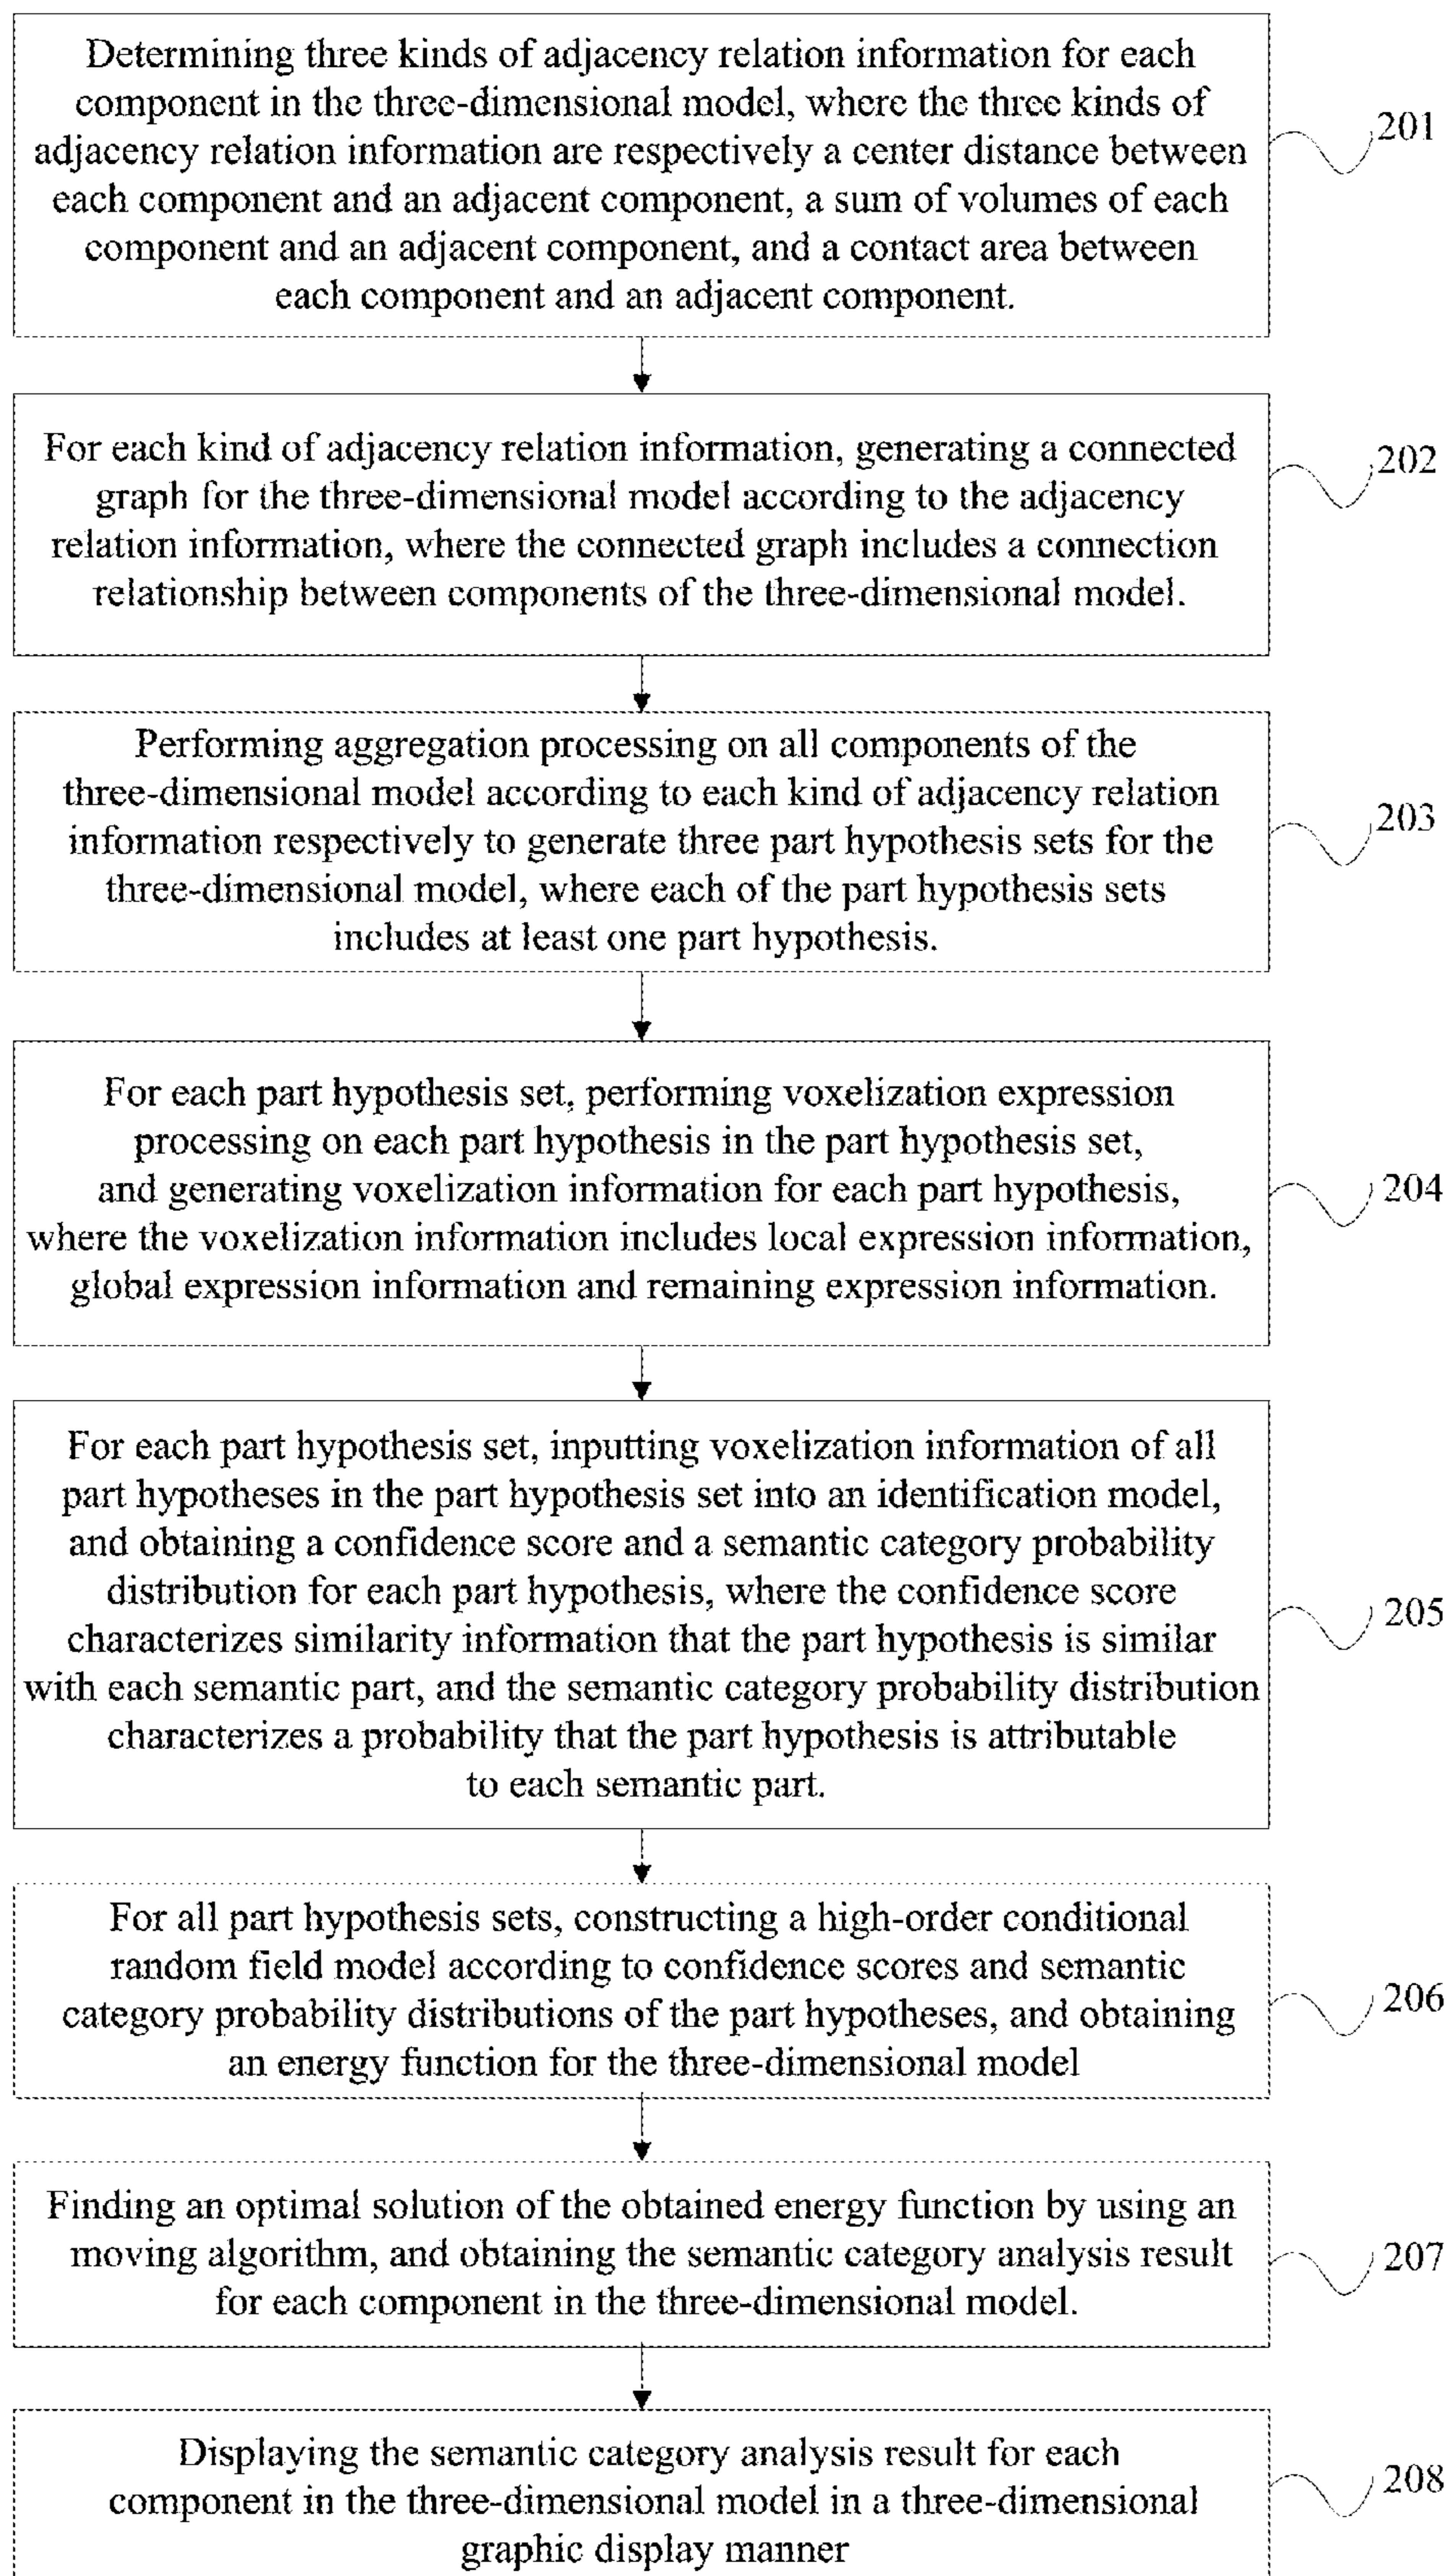 Determining three kinds of adjacency relation information for each
component in the three-dimensional model, where the three kinds of
adjacency relation information are respectively a center distance between
each component and an adjacent component, a sum of volumes of each
component and an adjacent component, and a contact area between
each component and an adjacent component.
201
For each kind of adjacency relation information, generating a connected
graph for the three-dimensional model according to the adjacency
relation information, where the connected graph includes a connection
relationship between components of the three-dimensional model.
202
Performing aggregation processing on all components of the
three-dimensional model according to each kind of adjacency relation
information respectively to generate three part hypothesis sets for the
three-dimensional model, where each of the part hypothesis sets
includes at least one part hypothesis.
203
For each part hypothesis set, performing voxelization expression
processing on each part hypothesis in the part hypothesis set,
and generating voxelization information for each part hypothesis,
where the voxelization information includes local expression information,
global expression information and remaining expression information.
204
For each part hypothesis set, inputting voxelization information of all
part hypotheses in the part hypothesis set into an identification model,
and obtaining a confidence score and a semantic category probability
distribution for each part hypothesis, where the confidence score
characterizes similarity information that the part hypothesis is similar
with each semantic part, and the semantic category probability distribution
characterizes a probability that the part hypothesis is attributable
to each semantic part.
205
For all part hypothesis sets, constructing a high-order conditional
random field model according to confidence scores and semantic
category probability distributions of the part hypotheses, and obtaining
an energy function for the three-dimensional model
206
Finding an optimal solution of the obtained energy function by using an
moving algorithm, and obtaining the semantic category analysis result
for each component in the three-dimensional model.
207
Displaying the semantic category analysis result for each
component in the three-dimensional model in a three-dimensional
graphic display manner
208